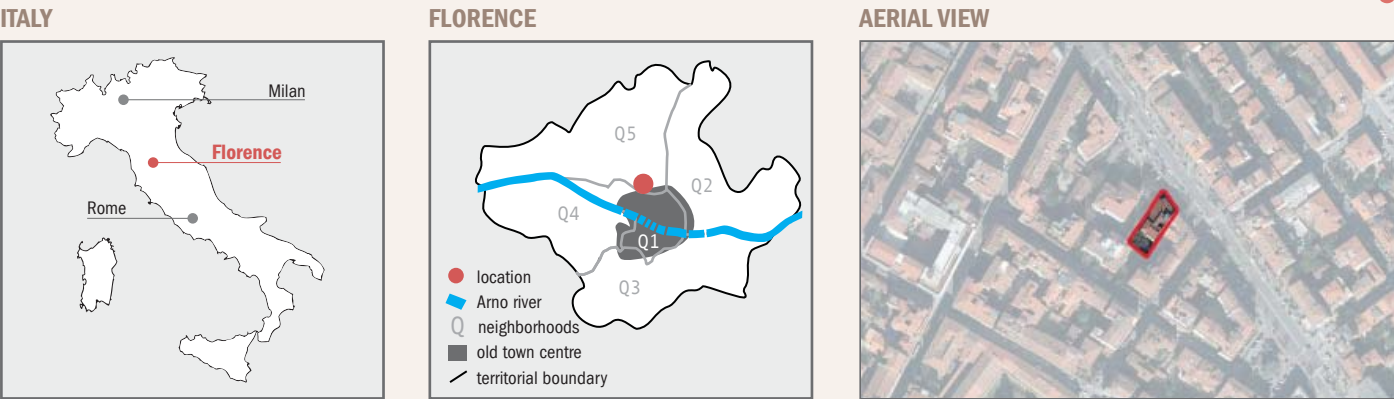 ITALY
Milan
Florence
Rome
FLORENCE
Q5
Q2
Q4
Q1
Q3
location
Arno river
Q neighborhoods
old town centre
territorial boundary
AERIAL VIEW